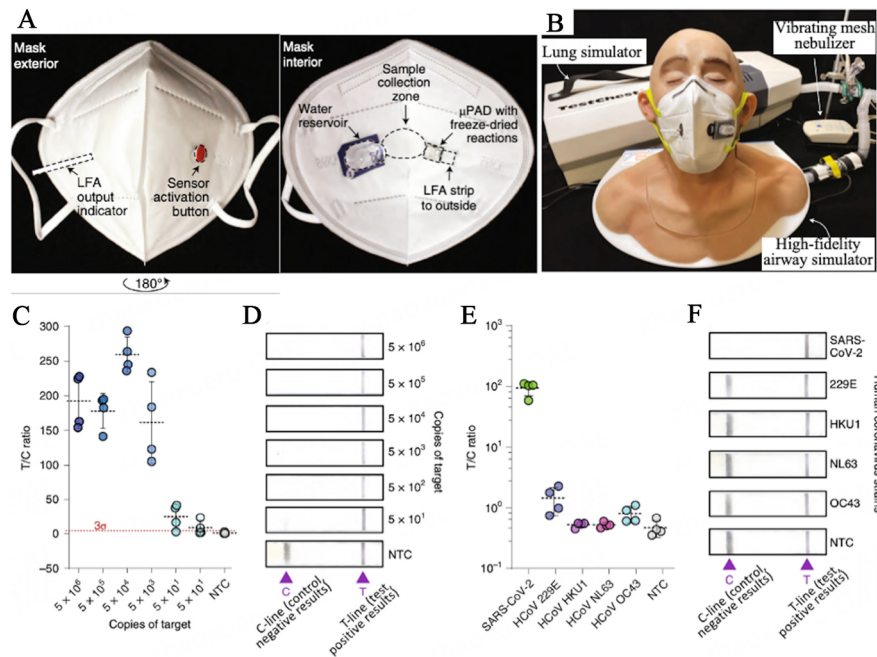 A
Mask
exterior
LFA
output
indicator
Sensor
activation
button
180°
Mask
interior
Sample
collection
zone
Water
reservoir
µPAD with
freeze-dried
reactions
LFA strip
to outside
B
Lung simulator
Vibrating mesh
nebulizer
TestChest
High-fidelity
airway simulator
C
T/C ratio
300
250
200
150
100
50
0
−50
3σ
5 × 10⁶
5 × 10⁵
5 × 10⁴
5 × 10³
5 × 10¹
5 × 10¹
NTC
Copies of target
D
5 × 10⁶
5 × 10⁵
5 × 10⁴
5 × 10³
5 × 10²
5 × 10¹
NTC
Copies of target
C
T
C-line (control,
negative results)
T-line (test,
positive results)
E
T/C ratio
10³
10²
10¹
10⁰
10⁻¹
SARS-CoV-2
HCoV 229E
HCoV HKU1
HCoV NL63
HCoV OC43
NTC
F
SARS-
CoV-2
229E
HKU1
NL63
OC43
NTC
C
T
C-line (control,
negative results)
T-line (test,
positive results)